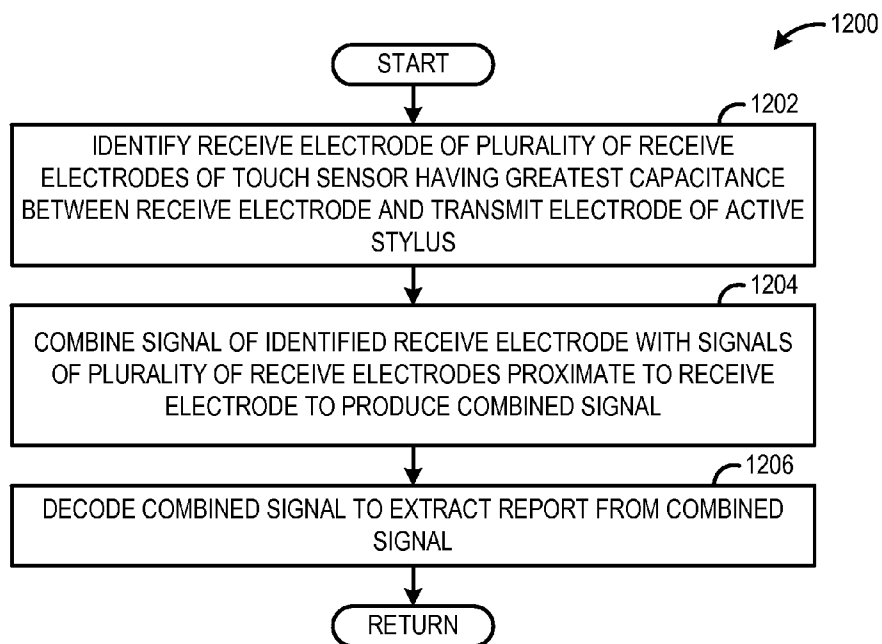 1200
START
1202
IDENTIFY RECEIVE ELECTRODE OF PLURALITY OF RECEIVE
ELECTRODES OF TOUCH SENSOR HAVING GREATEST CAPACITANCE
BETWEEN RECEIVE ELECTRODE AND TRANSMIT ELECTRODE OF ACTIVE
STYLUS
1204
COMBINE SIGNAL OF IDENTIFIED RECEIVE ELECTRODE WITH SIGNALS
OF PLURALITY OF RECEIVE ELECTRODES PROXIMATE TO RECEIVE
ELECTRODE TO PRODUCE COMBINED SIGNAL
1206
DECODE COMBINED SIGNAL TO EXTRACT REPORT FROM COMBINED
SIGNAL
RETURN